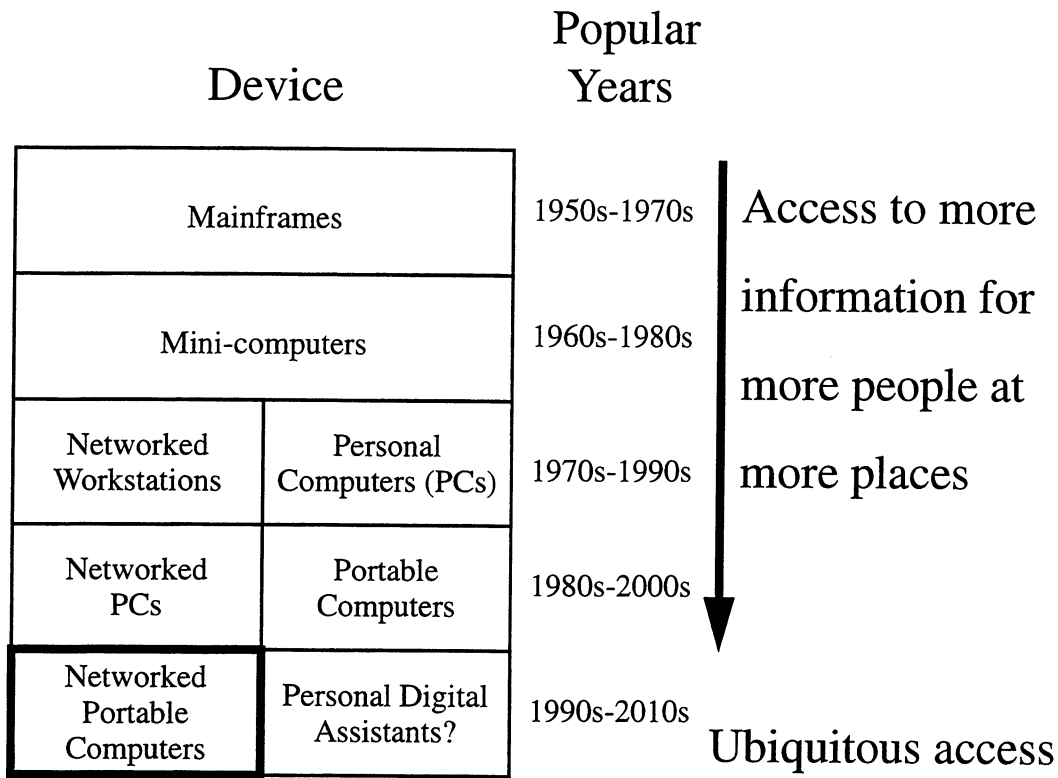 Device
Popular
Years
Mainframes
1950s-1970s
Mini-computers
1960s-1980s
Networked
Workstations
Personal
Computers (PCs)
1970s-1990s
Networked
PCs
Portable
Computers
1980s-2000s
Networked
Portable
Computers
Personal Digital
Assistants?
1990s-2010s
Access to more
information for
more people at
more places
Ubiquitous access